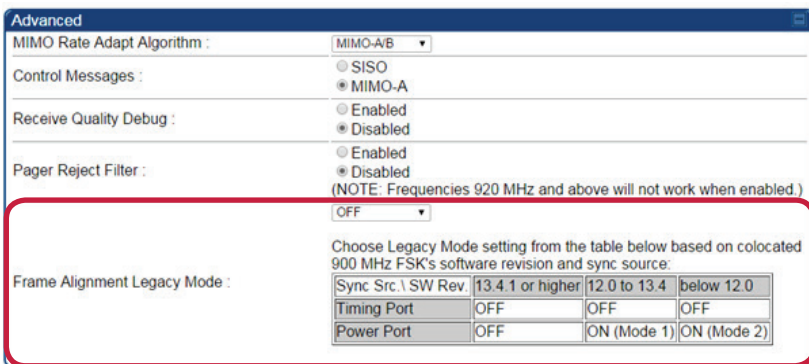 Advanced
MIMO Rate Adapt Algorithm : MIMO-A/B
Control Messages : SISO
MIMO-A
Receive Quality Debug : Enabled
Disabled
Pager Reject Filter : Enabled
Disabled
(NOTE: Frequencies 920 MHz and above will not work when enabled.)
OFF
Choose Legacy Mode setting from the table below based on colocated
900 MHz FSK's software revision and sync source:
Frame Alignment Legacy Mode :
Sync Src.\ SW Rev. 13.4.1 or higher 12.0 to 13.4 below 12.0
Timing Port OFF OFF OFF
Power Port OFF ON (Mode 1) ON (Mode 2)